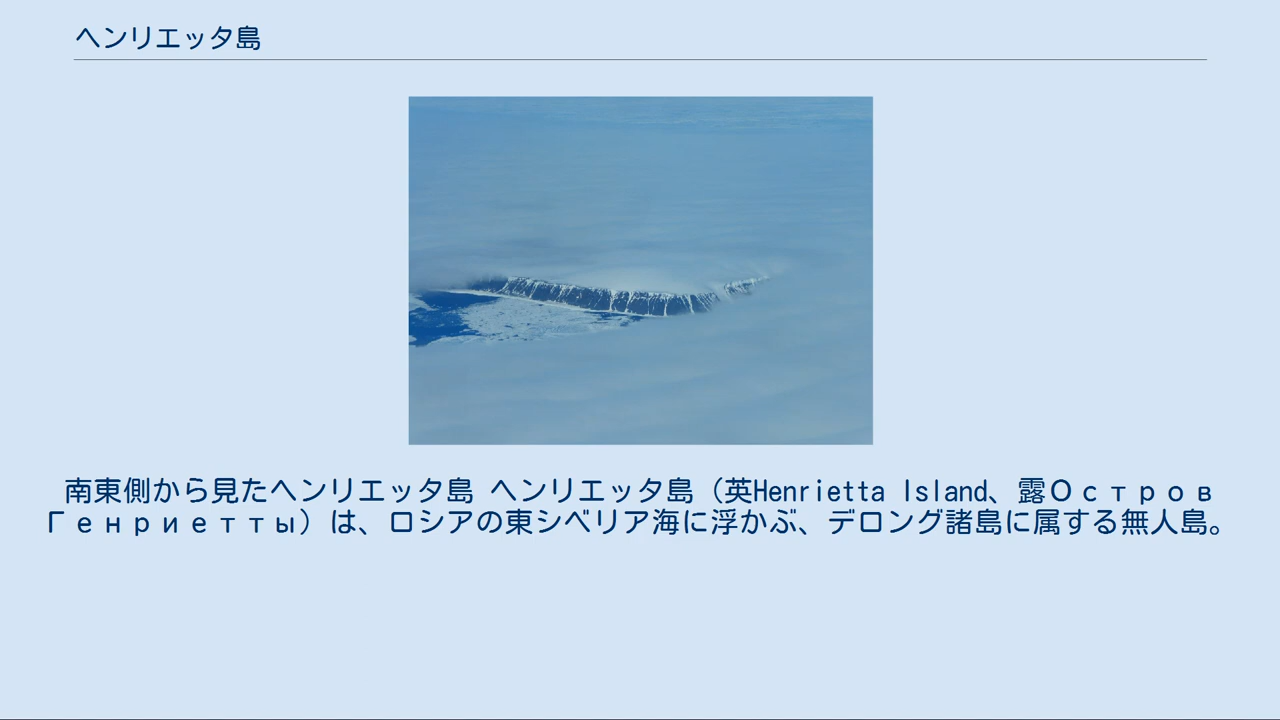 ヘンリエッタ島
南東側から見たヘンリエッタ島 ヘンリエッタ島（英Henrietta Island、露Остров
Генриетты）は、ロシアの東シベリア海に浮かぶ、デロング諸島に属する無人島。